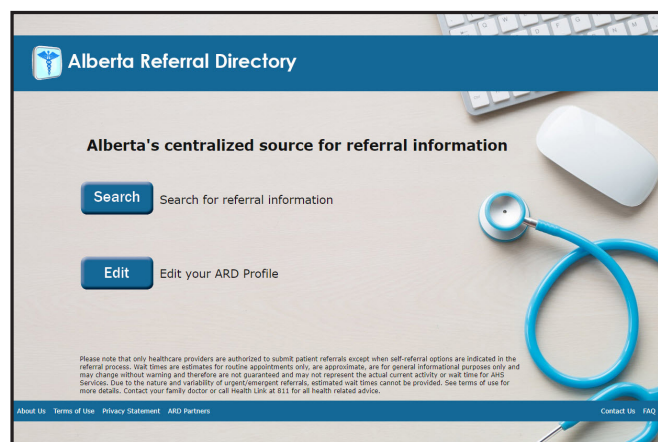 Alberta Referral Directory
Alberta's centralized source for referral information
Search Search for referral information
Edit Edit your ARD Profile
Please note that only healthcare providers are authorized to submit patient referrals except when self-referral options are indicated in the
referral process. Wait times are estimates for routine appointments only, are approximate, are for general informational purposes only and
may change without warning and therefore are not guaranteed and may not represent the actual current activity or wait time for AHS
Services. Due to the nature and variability of urgent/emergent referrals, estimated wait times cannot be provided. See terms of use for
more details. Contact your family doctor or call Health Link at 811 for all health related advice.
About Us Terms of Use Privacy Statement ARD Partners Contact Us FAQ